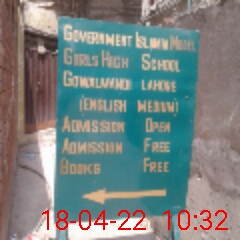 GOVERNMENT ISLAMIA MODEL
GIRLS HIGH SCHOOL
GOWALMANDI LAHORE
(ENGLISH MEDIUM)
ADMISSION OPEN
ADMISSION FREE
BOOKS FREE
18-04-22 10:32